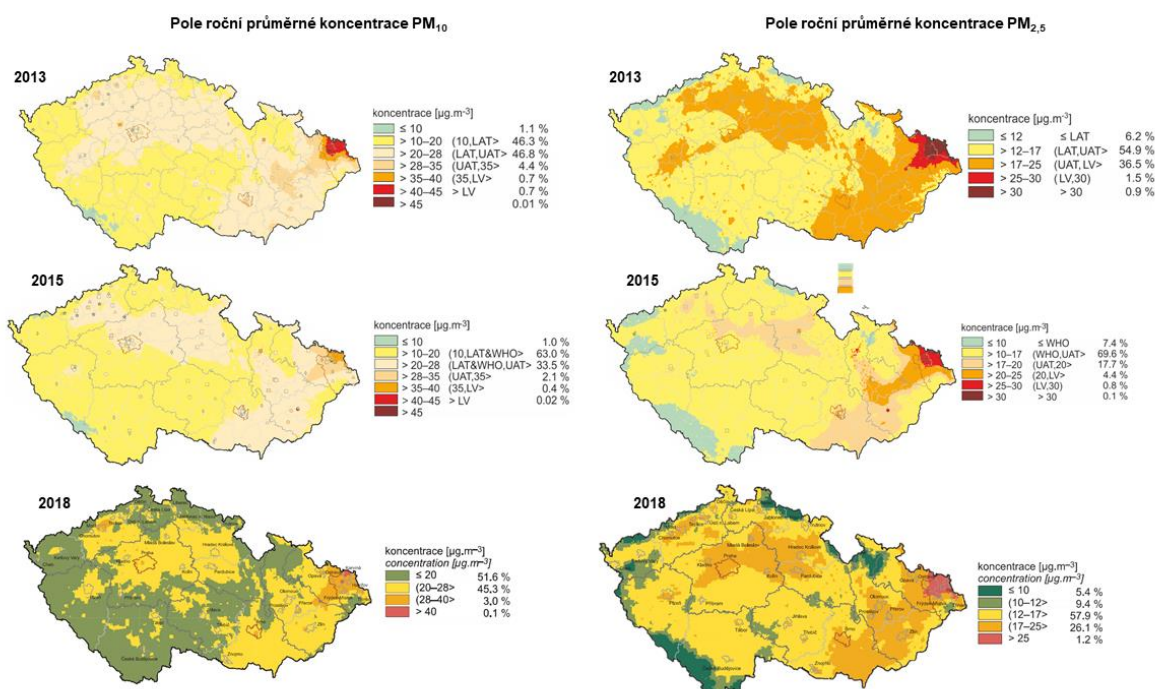 Pole roční průměrné koncentrace PM10
2013
koncentrace [µg.m-3]
≤ 10 1.1 %
> 10–20 (10,LAT> 46.3 %
> 20–28 (LAT,UAT> 46.8 %
> 28–35 (UAT,35> 4.4 %
> 35–40 (35,LV> 0.7 %
> 40–45 > LV 0.7 %
> 45 0.01 %
2015
koncentrace [µg.m-3]
≤ 10 1.0 %
> 10–20 (10,LAT&WHO> 63.0 %
> 20–28 (LAT&WHO,UAT> 33.5 %
> 28–35 (UAT,35> 2.1 %
> 35–40 (35,LV> 0.4 %
> 40–45 > LV 0.02 %
> 45
2018
koncentrace [µg.m–3]
concentration [µg.m–3]
≤ 20 51.6 %
(20–28> 45.3 %
(28–40> 3.0 %
> 40 0.1 %
Pole roční průměrné koncentrace PM2,5
2013
koncentrace [µg.m-3]
≤ 12 ≤ LAT 6.2 %
> 12–17 (LAT,UAT> 54.9 %
> 17–25 (UAT, LV> 36.5 %
> 25–30 (LV,30) 1.5 %
> 30 > 30 0.9 %
2015
koncentrace [µg.m-3]
≤ 10 ≤ WHO 7.4 %
> 10–17 (WHO,UAT> 69.6 %
> 17–20 (UAT,20> 17.7 %
> 20–25 (20,LV> 4.4 %
> 25–30 (LV,30) 0.8 %
> 30 > 30 0.1 %
2018
koncentrace [µg.m–3]
concentration [µg.m–3]
≤ 10 5.4 %
(10–12> 9.4 %
(12–17> 57.9 %
(17–25> 26.1 %
> 25 1.2 %